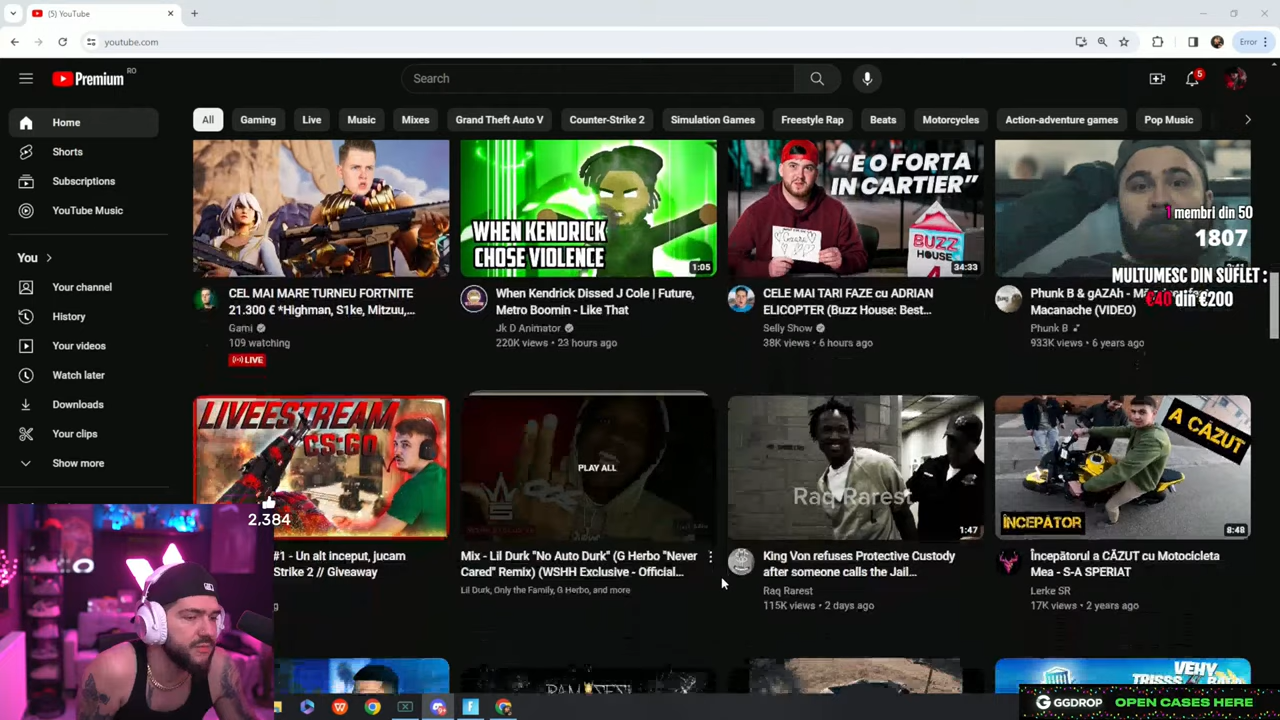 (5) YouTube
youtube.com
Error
Premium RO
Search
5
Home
Shorts
Subscriptions
YouTube Music
You
Your channel
History
Your videos
Watch later
Downloads
Your clips
Show more
All
Gaming
Live
Music
Mixes
Grand Theft Auto V
Counter-Strike 2
Simulation Games
Freestyle Rap
Beats
Motorcycles
Action-adventure games
Pop Music
CEL MAI MARE TURNEU FORTNITE
21.300 € *Highman, S1ke, Mitzuu,...
Gami
109 watching
LIVE
WHEN KENDRICK
CHOSE VIOLENCE
1:05
When Kendrick Dissed J Cole | Future,
Metro Boomin - Like That
Jk D Animator
220K views • 23 hours ago
“E O FORTA
IN CARTIER”
BUZZ
HOUSE
4
34:33
CELE MAI TARI FAZE cu ADRIAN
ELICOPTER (Buzz House: Best...
Selly Show
38K views • 6 hours ago
1 membri din 50
1807
MULTUMESC DIN SUFLET :
€40 din €200
Phunk B & gAZAh -
Macanache (VIDEO)
Phunk B
933K views • 6 years ago
LIVEESTREAM
CS:GO
2,384
#1 - Un alt inceput, jucam
Strike 2 // Giveaway
PLAY ALL
Mix - Lil Durk "No Auto Durk" (G Herbo "Never
Cared" Remix) (WSHH Exclusive - Official...
Lil Durk, Only the Family, G Herbo, and more
Raq Rarest
1:47
King Von refuses Protective Custody
after someone calls the Jail...
Raq Rarest
115K views • 2 days ago
A CĂZUT
ÎNCEPĂTOR
8:48
Începătorul a CĂZUT cu Motocicleta
Mea - S-A SPERIAT
Lerke SR
17K views • 2 years ago
VEHY
TRISSS
GGDROP
OPEN CASES HERE